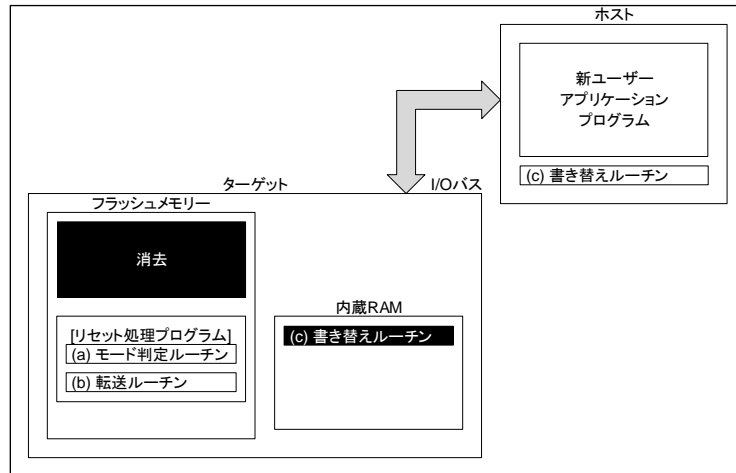 ホスト
新ユーザー
アプリケーション
プログラム
(c) 書き替えルーチン
I/Oバス
ターゲット
フラッシュメモリー
消去
[リセット処理プログラム]
(a) モード判定ルーチン
(b) 転送ルーチン
内蔵RAM
(c) 書き替えルーチン